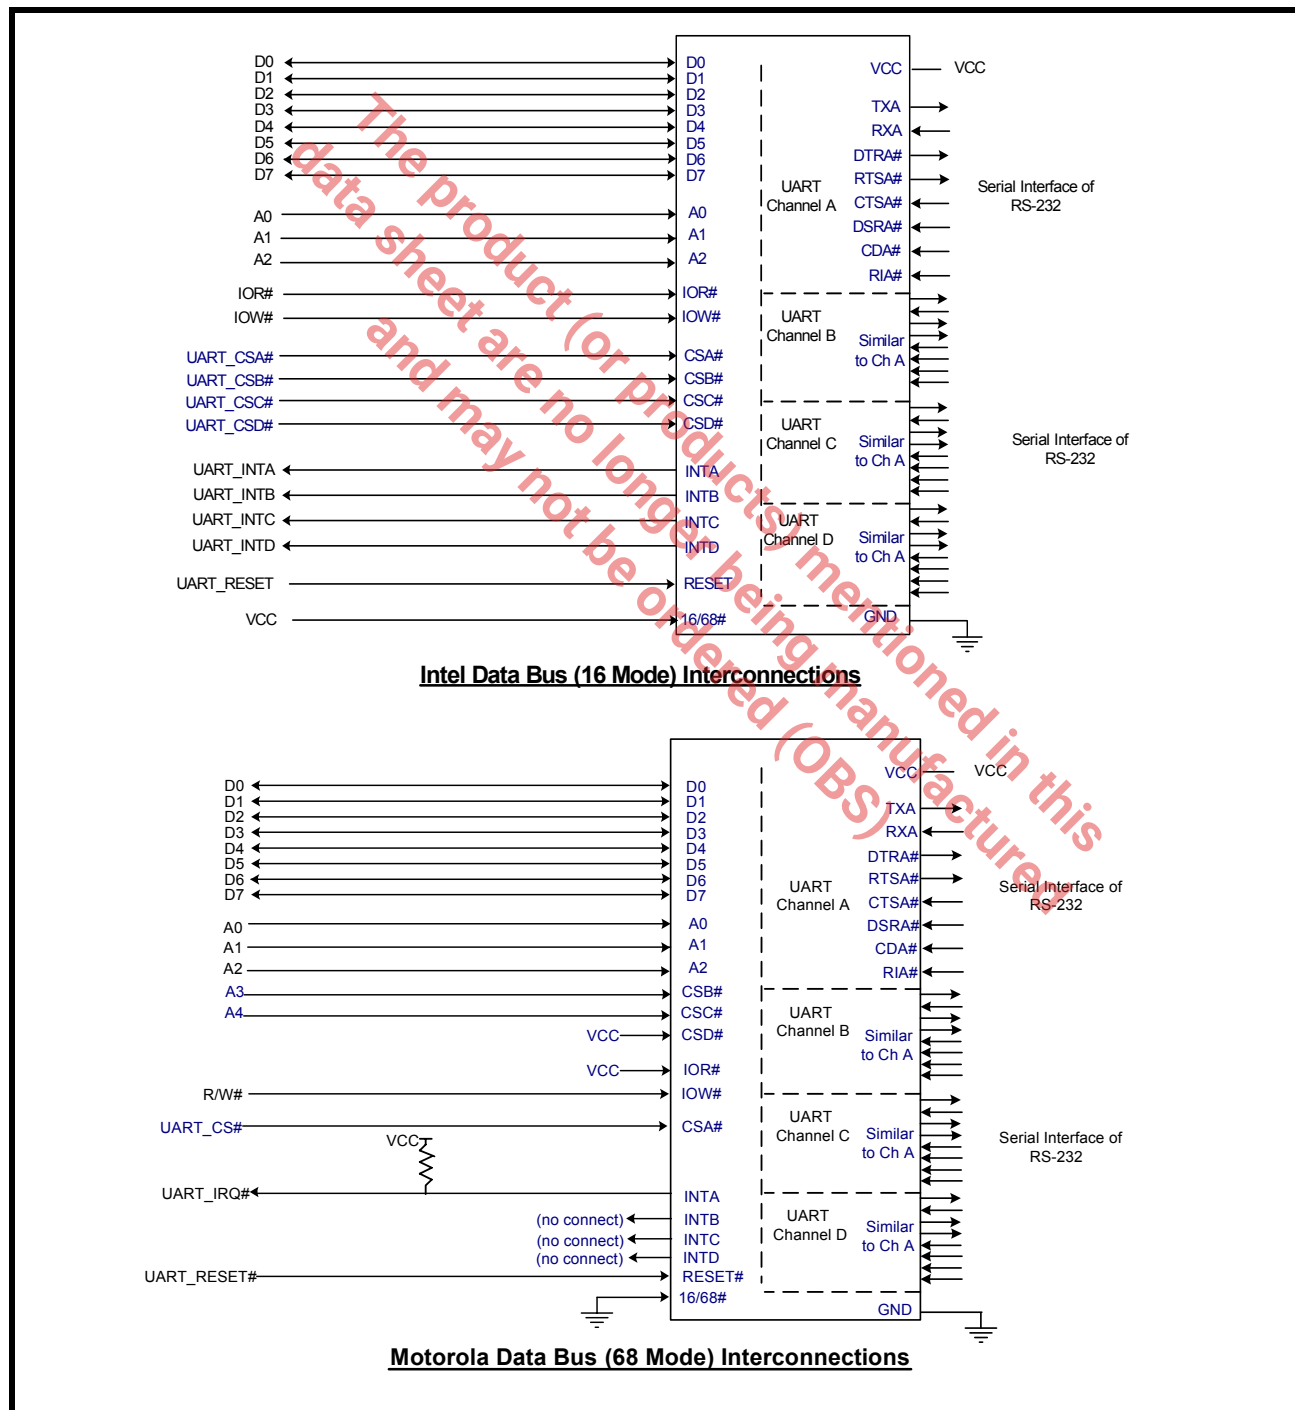 D0 D0
D1 D1
D2 D2
D3 D3
D4 D4
D5 D5
D6 D6
D7 D7
A0 A0
A1 A1
A2 A2
IOR# IOR#
IOW# IOW#
UART_CSA# CSA#
UART_CSB# CSB#
UART_CSC# CSC#
UART_CSD# CSD#
UART_INTA INTA
UART_INTB INTB
UART_INTC INTC
UART_INTD INTD
UART_RESET RESET
VCC 16/68#
UART
Channel A
UART
Channel B
UART
Channel C
UART
Channel D
VCC VCC
TXA
RXA
DTRA#
RTSA#
CTSA#
DSRA#
CDA#
RIA#
Similar
to Ch A
Similar
to Ch A
Similar
to Ch A
GND
Serial Interface of
RS-232
Serial Interface of
RS-232
Intel Data Bus (16 Mode) Interconnections
D0 D0
D1 D1
D2 D2
D3 D3
D4 D4
D5 D5
D6 D6
D7 D7
A0 A0
A1 A1
A2 A2
A3 CSB#
A4 CSC#
VCC CSD#
VCC IOR#
R/W# IOW#
UART_CS# CSA#
VCC
UART_IRQ# INTA
(no connect) INTB
(no connect) INTC
(no connect) INTD
UART_RESET# RESET#
16/68#
UART
Channel A
UART
Channel B
UART
Channel C
UART
Channel D
VCC VCC
TXA
RXA
DTRA#
RTSA#
CTSA#
DSRA#
CDA#
RIA#
Similar
to Ch A
Similar
to Ch A
Similar
to Ch A
GND
Serial Interface of
RS-232
Serial Interface of
RS-232
Motorola Data Bus (68 Mode) Interconnections
The product (or products) mentioned in this
data sheet are no longer being manufactured
and may not be ordered (OBS)